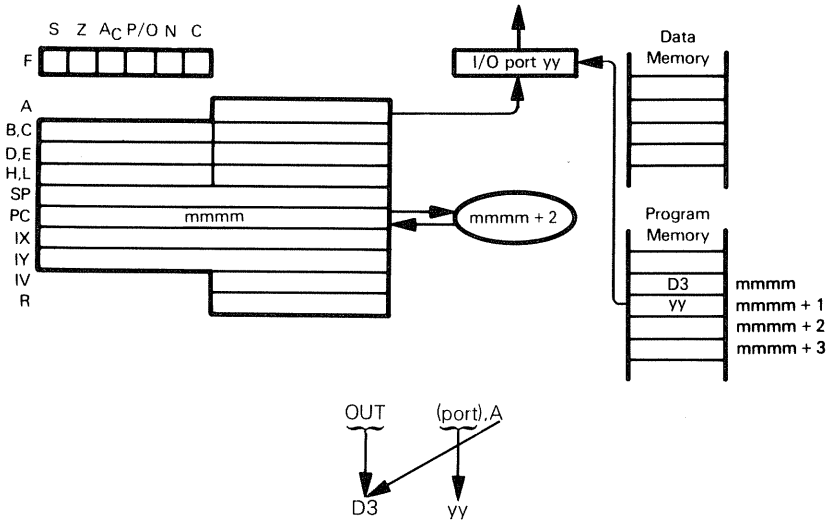 S Z AC P/O N C
F
I/O port yy
Data
Memory
A
B,C
D,E
H,L
SP
PC mmmm mmmm + 2
IX
IY
IV
R
Program
Memory
D3 mmmm
yy mmmm + 1
mmmm + 2
mmmm + 3
OUT (port),A
D3 yy